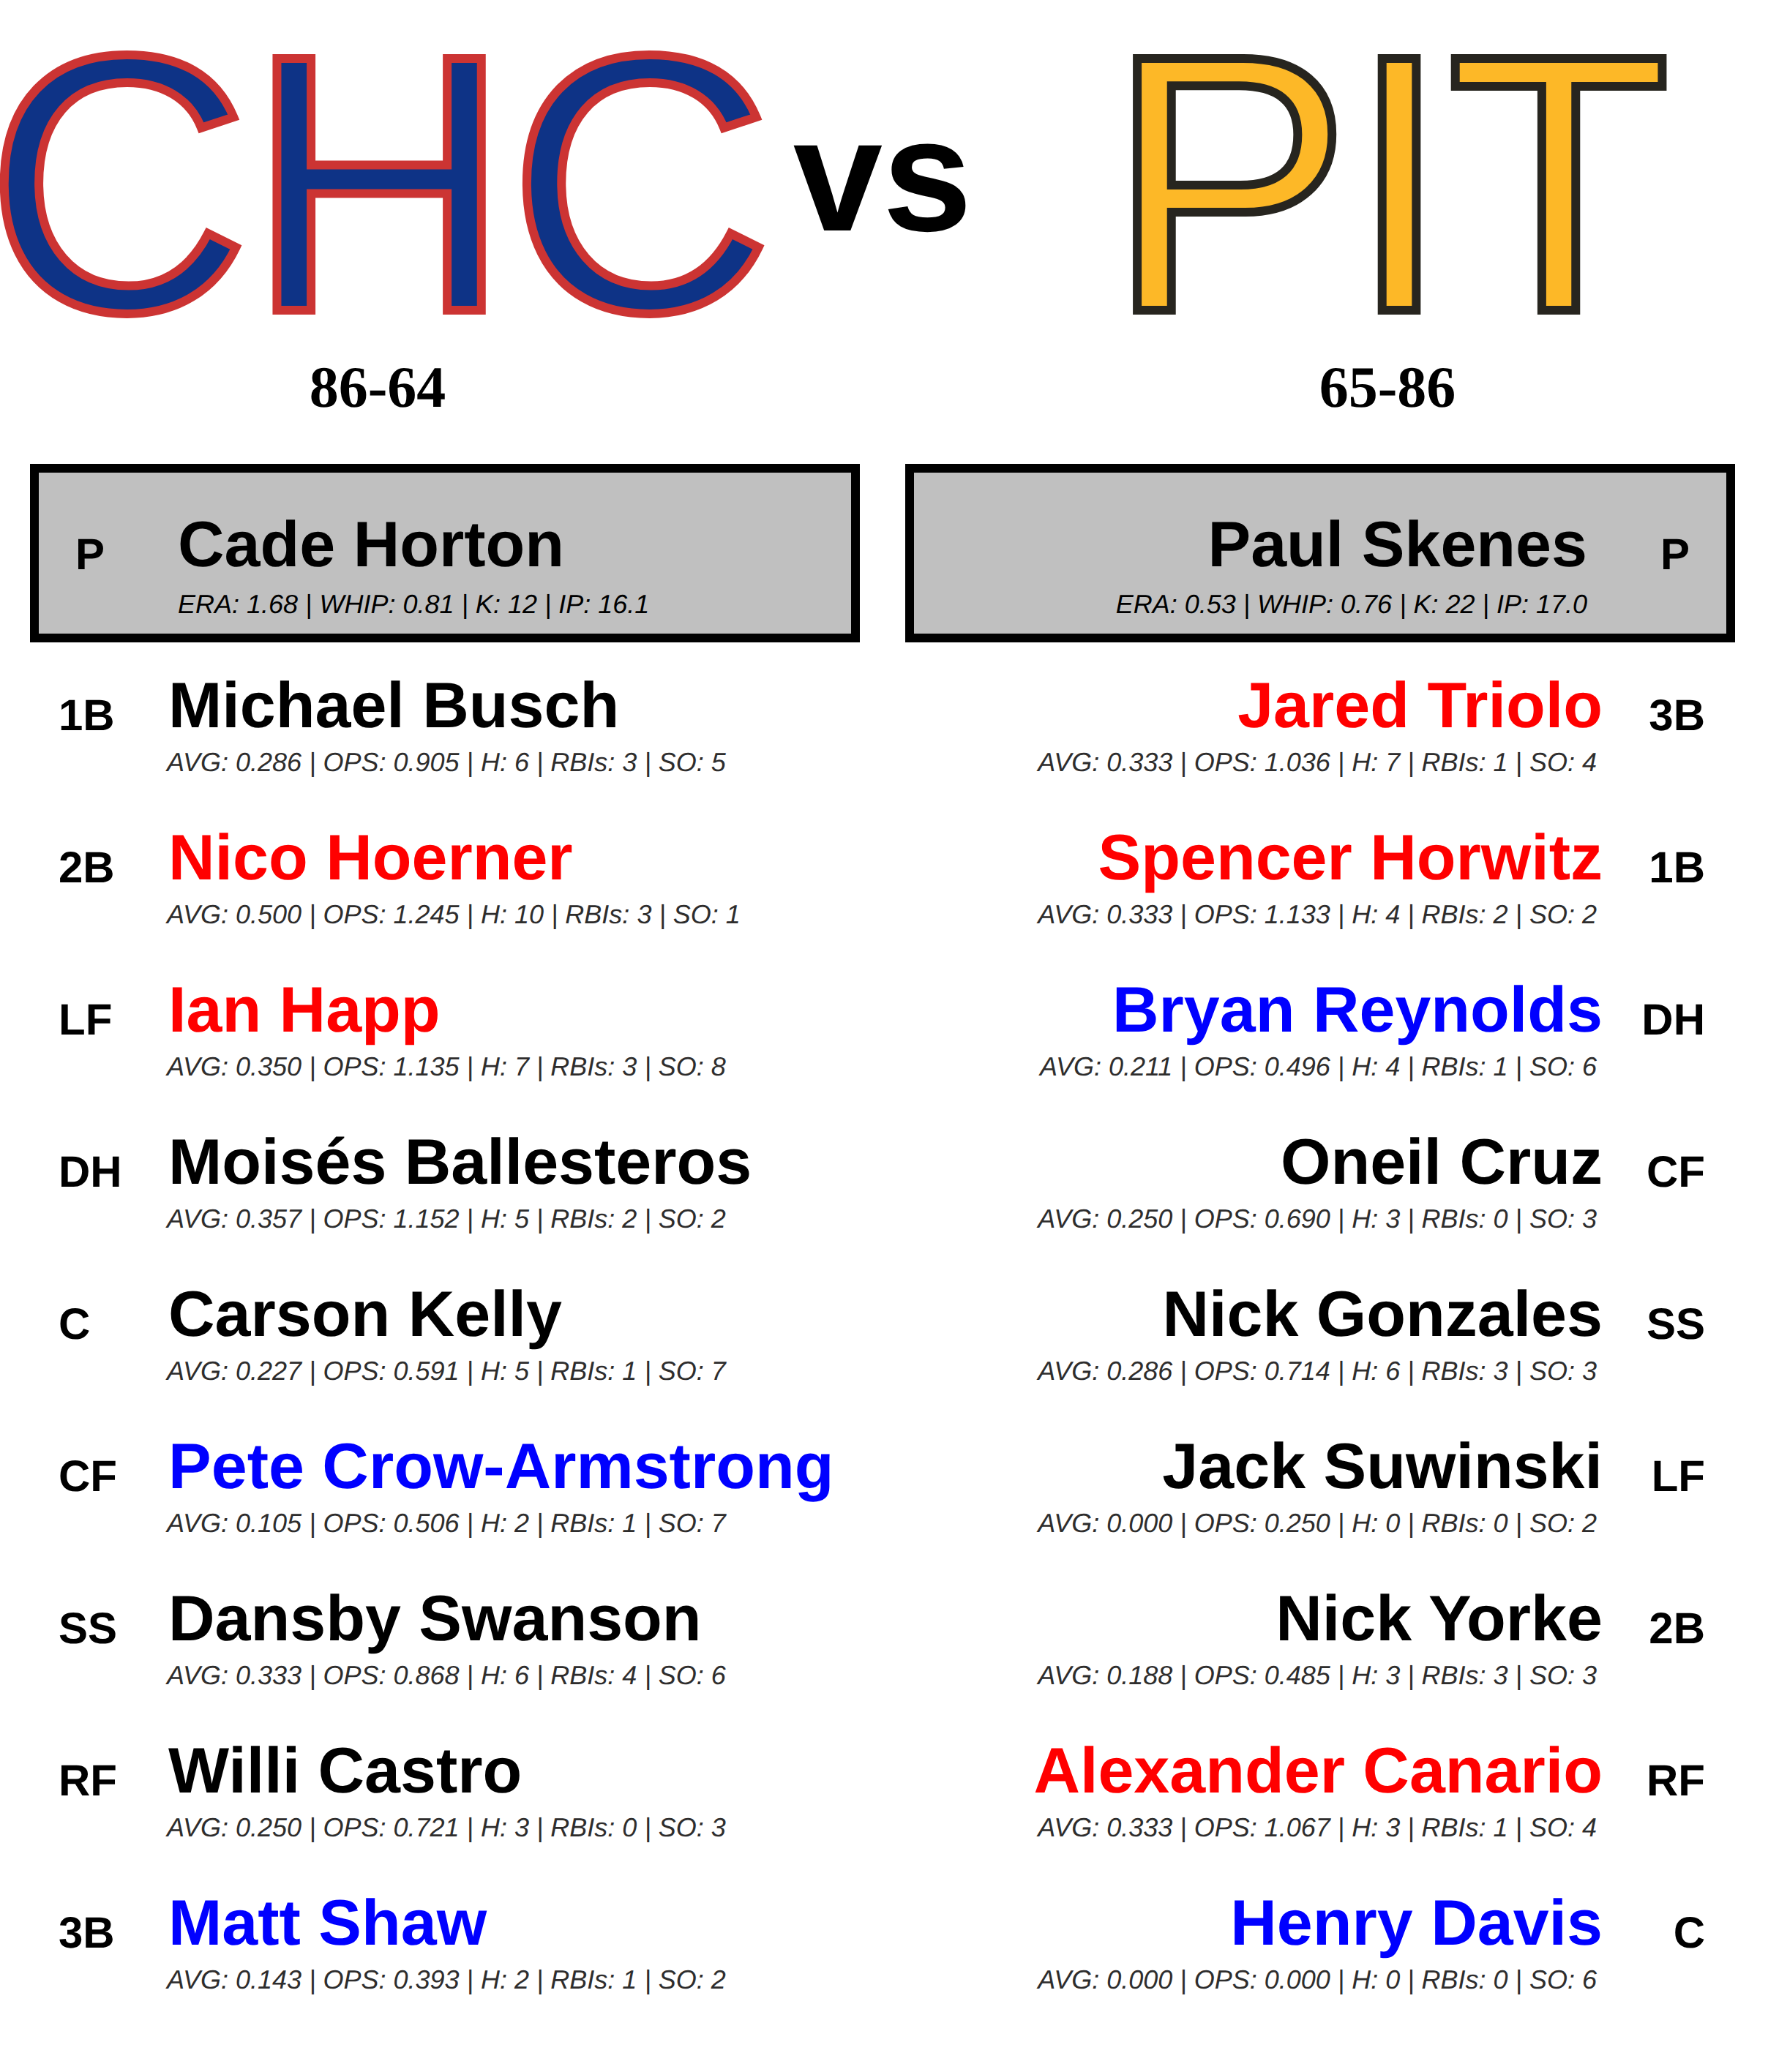 CHC vs PIT
86-64 65-86
P Cade Horton
ERA: 1.68 | WHIP: 0.81 | K: 12 | IP: 16.1
Paul Skenes P
ERA: 0.53 | WHIP: 0.76 | K: 22 | IP: 17.0
1B Michael Busch
AVG: 0.286 | OPS: 0.905 | H: 6 | RBIs: 3 | SO: 5
2B Nico Hoerner
AVG: 0.500 | OPS: 1.245 | H: 10 | RBIs: 3 | SO: 1
LF Ian Happ
AVG: 0.350 | OPS: 1.135 | H: 7 | RBIs: 3 | SO: 8
DH Moisés Ballesteros
AVG: 0.357 | OPS: 1.152 | H: 5 | RBIs: 2 | SO: 2
C Carson Kelly
AVG: 0.227 | OPS: 0.591 | H: 5 | RBIs: 1 | SO: 7
CF Pete Crow-Armstrong
AVG: 0.105 | OPS: 0.506 | H: 2 | RBIs: 1 | SO: 7
SS Dansby Swanson
AVG: 0.333 | OPS: 0.868 | H: 6 | RBIs: 4 | SO: 6
RF Willi Castro
AVG: 0.250 | OPS: 0.721 | H: 3 | RBIs: 0 | SO: 3
3B Matt Shaw
AVG: 0.143 | OPS: 0.393 | H: 2 | RBIs: 1 | SO: 2
Jared Triolo 3B
AVG: 0.333 | OPS: 1.036 | H: 7 | RBIs: 1 | SO: 4
Spencer Horwitz 1B
AVG: 0.333 | OPS: 1.133 | H: 4 | RBIs: 2 | SO: 2
Bryan Reynolds DH
AVG: 0.211 | OPS: 0.496 | H: 4 | RBIs: 1 | SO: 6
Oneil Cruz CF
AVG: 0.250 | OPS: 0.690 | H: 3 | RBIs: 0 | SO: 3
Nick Gonzales SS
AVG: 0.286 | OPS: 0.714 | H: 6 | RBIs: 3 | SO: 3
Jack Suwinski LF
AVG: 0.000 | OPS: 0.250 | H: 0 | RBIs: 0 | SO: 2
Nick Yorke 2B
AVG: 0.188 | OPS: 0.485 | H: 3 | RBIs: 3 | SO: 3
Alexander Canario RF
AVG: 0.333 | OPS: 1.067 | H: 3 | RBIs: 1 | SO: 4
Henry Davis C
AVG: 0.000 | OPS: 0.000 | H: 0 | RBIs: 0 | SO: 6